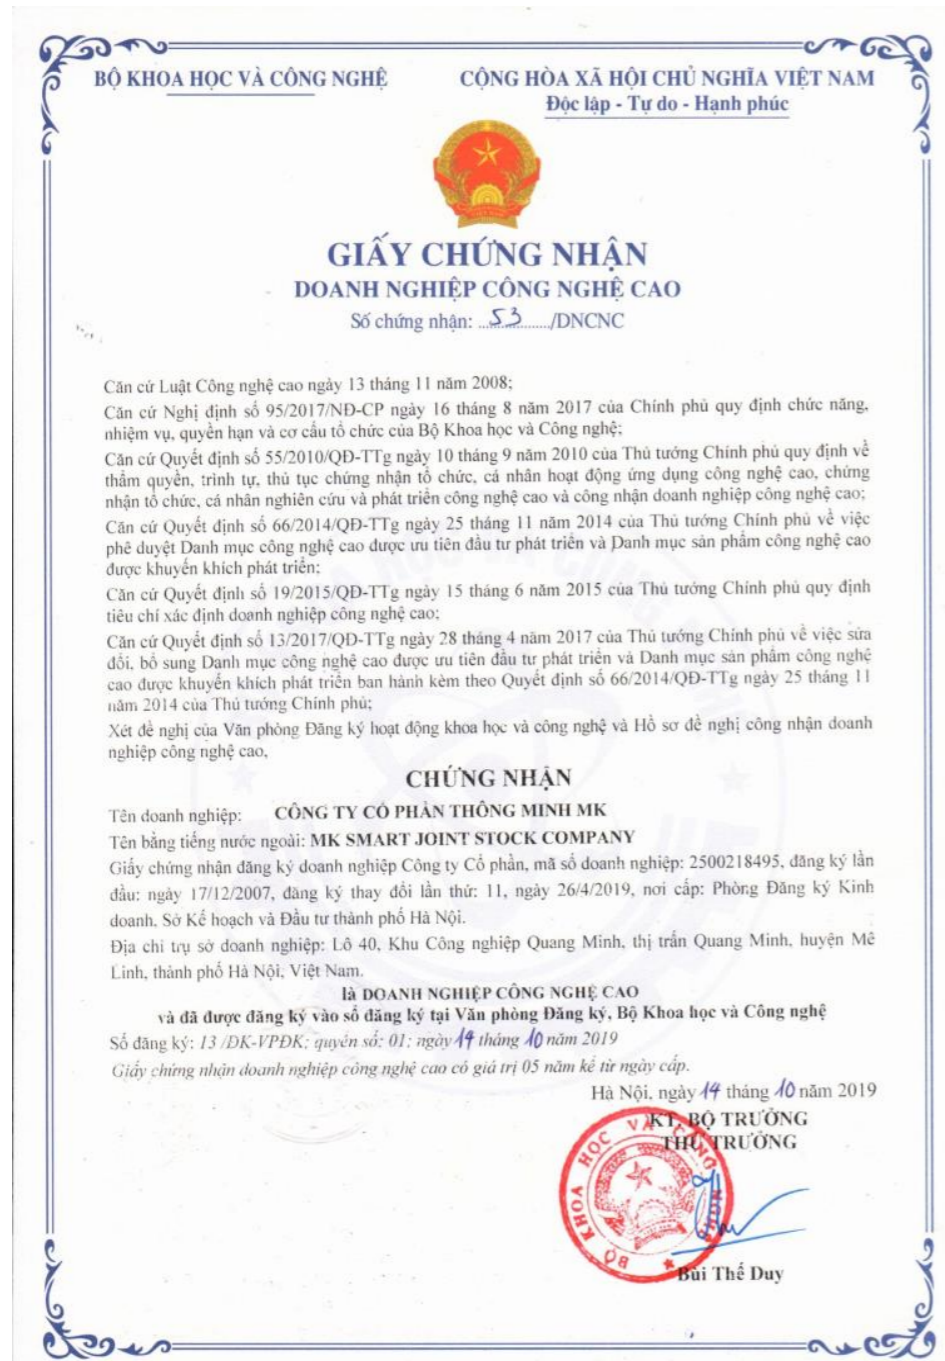 BỘ KHOA HỌC VÀ CÔNG NGHỆ
CỘNG HÒA XÃ HỘI CHỦ NGHĨA VIỆT NAM
Độc lập - Tự do - Hạnh phúc
GIẤY CHỨNG NHẬN
DOANH NGHIỆP CÔNG NGHỆ CAO
Số chứng nhận: ...53.../DNCNC
Căn cứ Luật Công nghệ cao ngày 13 tháng 11 năm 2008;
Căn cứ Nghị định số 95/2017/NĐ-CP ngày 16 tháng 8 năm 2017 của Chính phủ quy định chức năng,
nhiệm vụ, quyền hạn và cơ cấu tổ chức của Bộ Khoa học và Công nghệ;
Căn cứ Quyết định số 55/2010/QĐ-TTg ngày 10 tháng 9 năm 2010 của Thủ tướng Chính phủ quy định về
thẩm quyền, trình tự, thủ tục chứng nhận tổ chức, cá nhân hoạt động ứng dụng công nghệ cao, chứng
nhận tổ chức, cá nhân nghiên cứu và phát triển công nghệ cao và công nhận doanh nghiệp công nghệ cao;
Căn cứ Quyết định số 66/2014/QĐ-TTg ngày 25 tháng 11 năm 2014 của Thủ tướng Chính phủ về việc
phê duyệt Danh mục công nghệ cao được ưu tiên đầu tư phát triển và Danh mục sản phẩm công nghệ cao
được khuyến khích phát triển;
Căn cứ Quyết định số 19/2015/QĐ-TTg ngày 15 tháng 6 năm 2015 của Thủ tướng Chính phủ quy định
tiêu chí xác định doanh nghiệp công nghệ cao;
Căn cứ Quyết định số 13/2017/QĐ-TTg ngày 28 tháng 4 năm 2017 của Thủ tướng Chính phủ về việc sửa
đổi, bổ sung Danh mục công nghệ cao được ưu tiên đầu tư phát triển và Danh mục sản phẩm công nghệ
cao được khuyến khích phát triển ban hành kèm theo Quyết định số 66/2014/QĐ-TTg ngày 25 tháng 11
năm 2014 của Thủ tướng Chính phủ;
Xét đề nghị của Văn phòng Đăng ký hoạt động khoa học và công nghệ và Hồ sơ đề nghị công nhận doanh
nghiệp công nghệ cao,
CHỨNG NHẬN
Tên doanh nghiệp: CÔNG TY CỔ PHẦN THÔNG MINH MK
Tên bằng tiếng nước ngoài: MK SMART JOINT STOCK COMPANY
Giấy chứng nhận đăng ký doanh nghiệp Công ty Cổ phần, mã số doanh nghiệp: 2500218495, đăng ký lần
đầu: ngày 17/12/2007, đăng ký thay đổi lần thứ: 11, ngày 26/4/2019, nơi cấp: Phòng Đăng ký Kinh
doanh, Sở Kế hoạch và Đầu tư thành phố Hà Nội.
Địa chỉ trụ sở doanh nghiệp: Lô 40, Khu Công nghiệp Quang Minh, thị trấn Quang Minh, huyện Mê
Linh, thành phố Hà Nội, Việt Nam.
là DOANH NGHIỆP CÔNG NGHỆ CAO
và đã được đăng ký vào sổ đăng ký tại Văn phòng Đăng ký, Bộ Khoa học và Công nghệ
Số đăng ký: 13 /ĐK-VPĐK; quyển số: 01; ngày 14 tháng 10 năm 2019
Giấy chứng nhận doanh nghiệp công nghệ cao có giá trị 05 năm kể từ ngày cấp.
Hà Nội, ngày 14 tháng 10 năm 2019
KT. BỘ TRƯỞNG
THỨ TRƯỞNG
BỘ KHOA HỌC VÀ CÔNG NGHỆ
Bùi Thế Duy